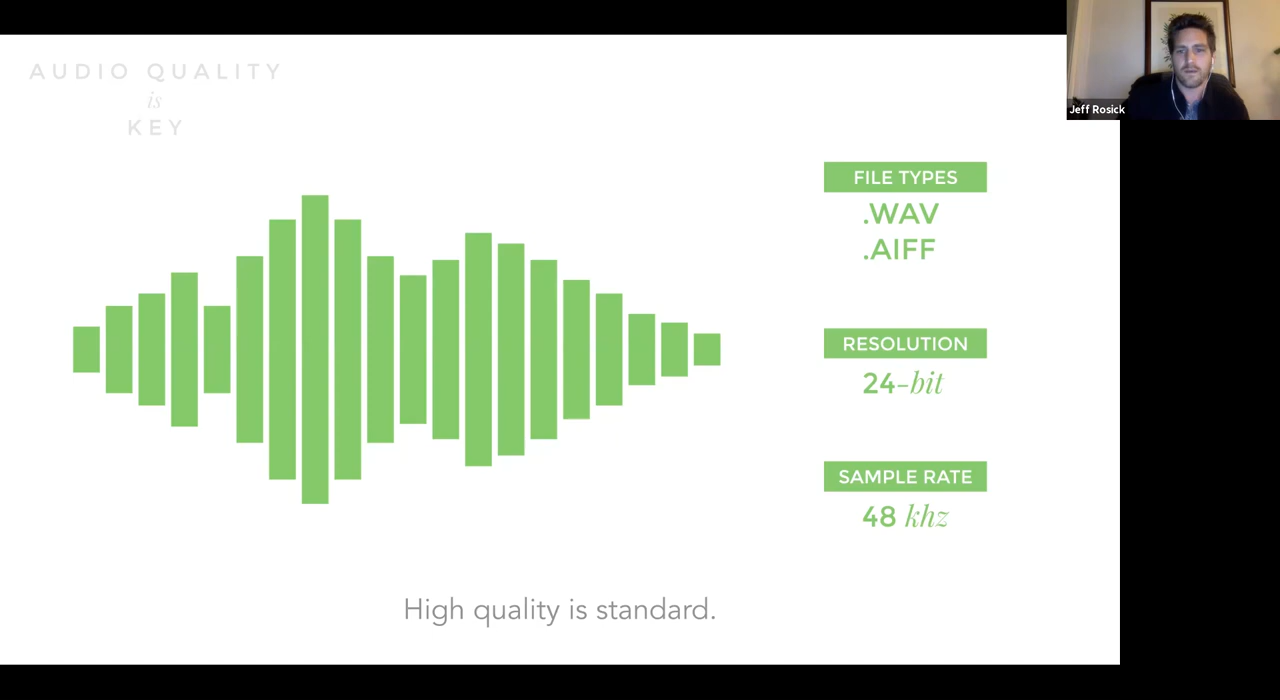 AUDIO QUALITY
is
KEY
Jeff Rosick
FILE TYPES
.WAV
.AIFF
RESOLUTION
24-bit
SAMPLE RATE
48 khz
High quality is standard.